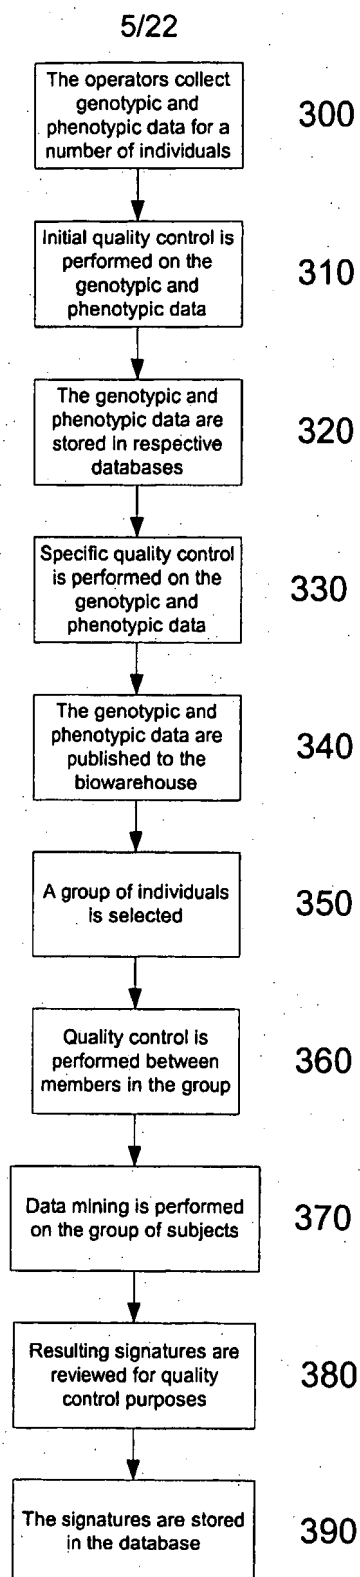 5/22
The operators collect
genotypic and
phenotypic data for a
number of individuals
300
Initial quality control is
performed on the
genotypic and
phenotypic data
310
The genotypic and
phenotypic data are
stored in respective
databases
320
Specific quality control
is performed on the
genotypic and
phenotypic data
330
The genotypic and
phenotypic data are
published to the
biowarehouse
340
A group of individuals
is selected
350
Quality control is
performed between
members in the group
360
Data mining is performed
on the group of subjects
370
Resulting signatures are
reviewed for quality
control purposes
380
The signatures are stored
in the database
390